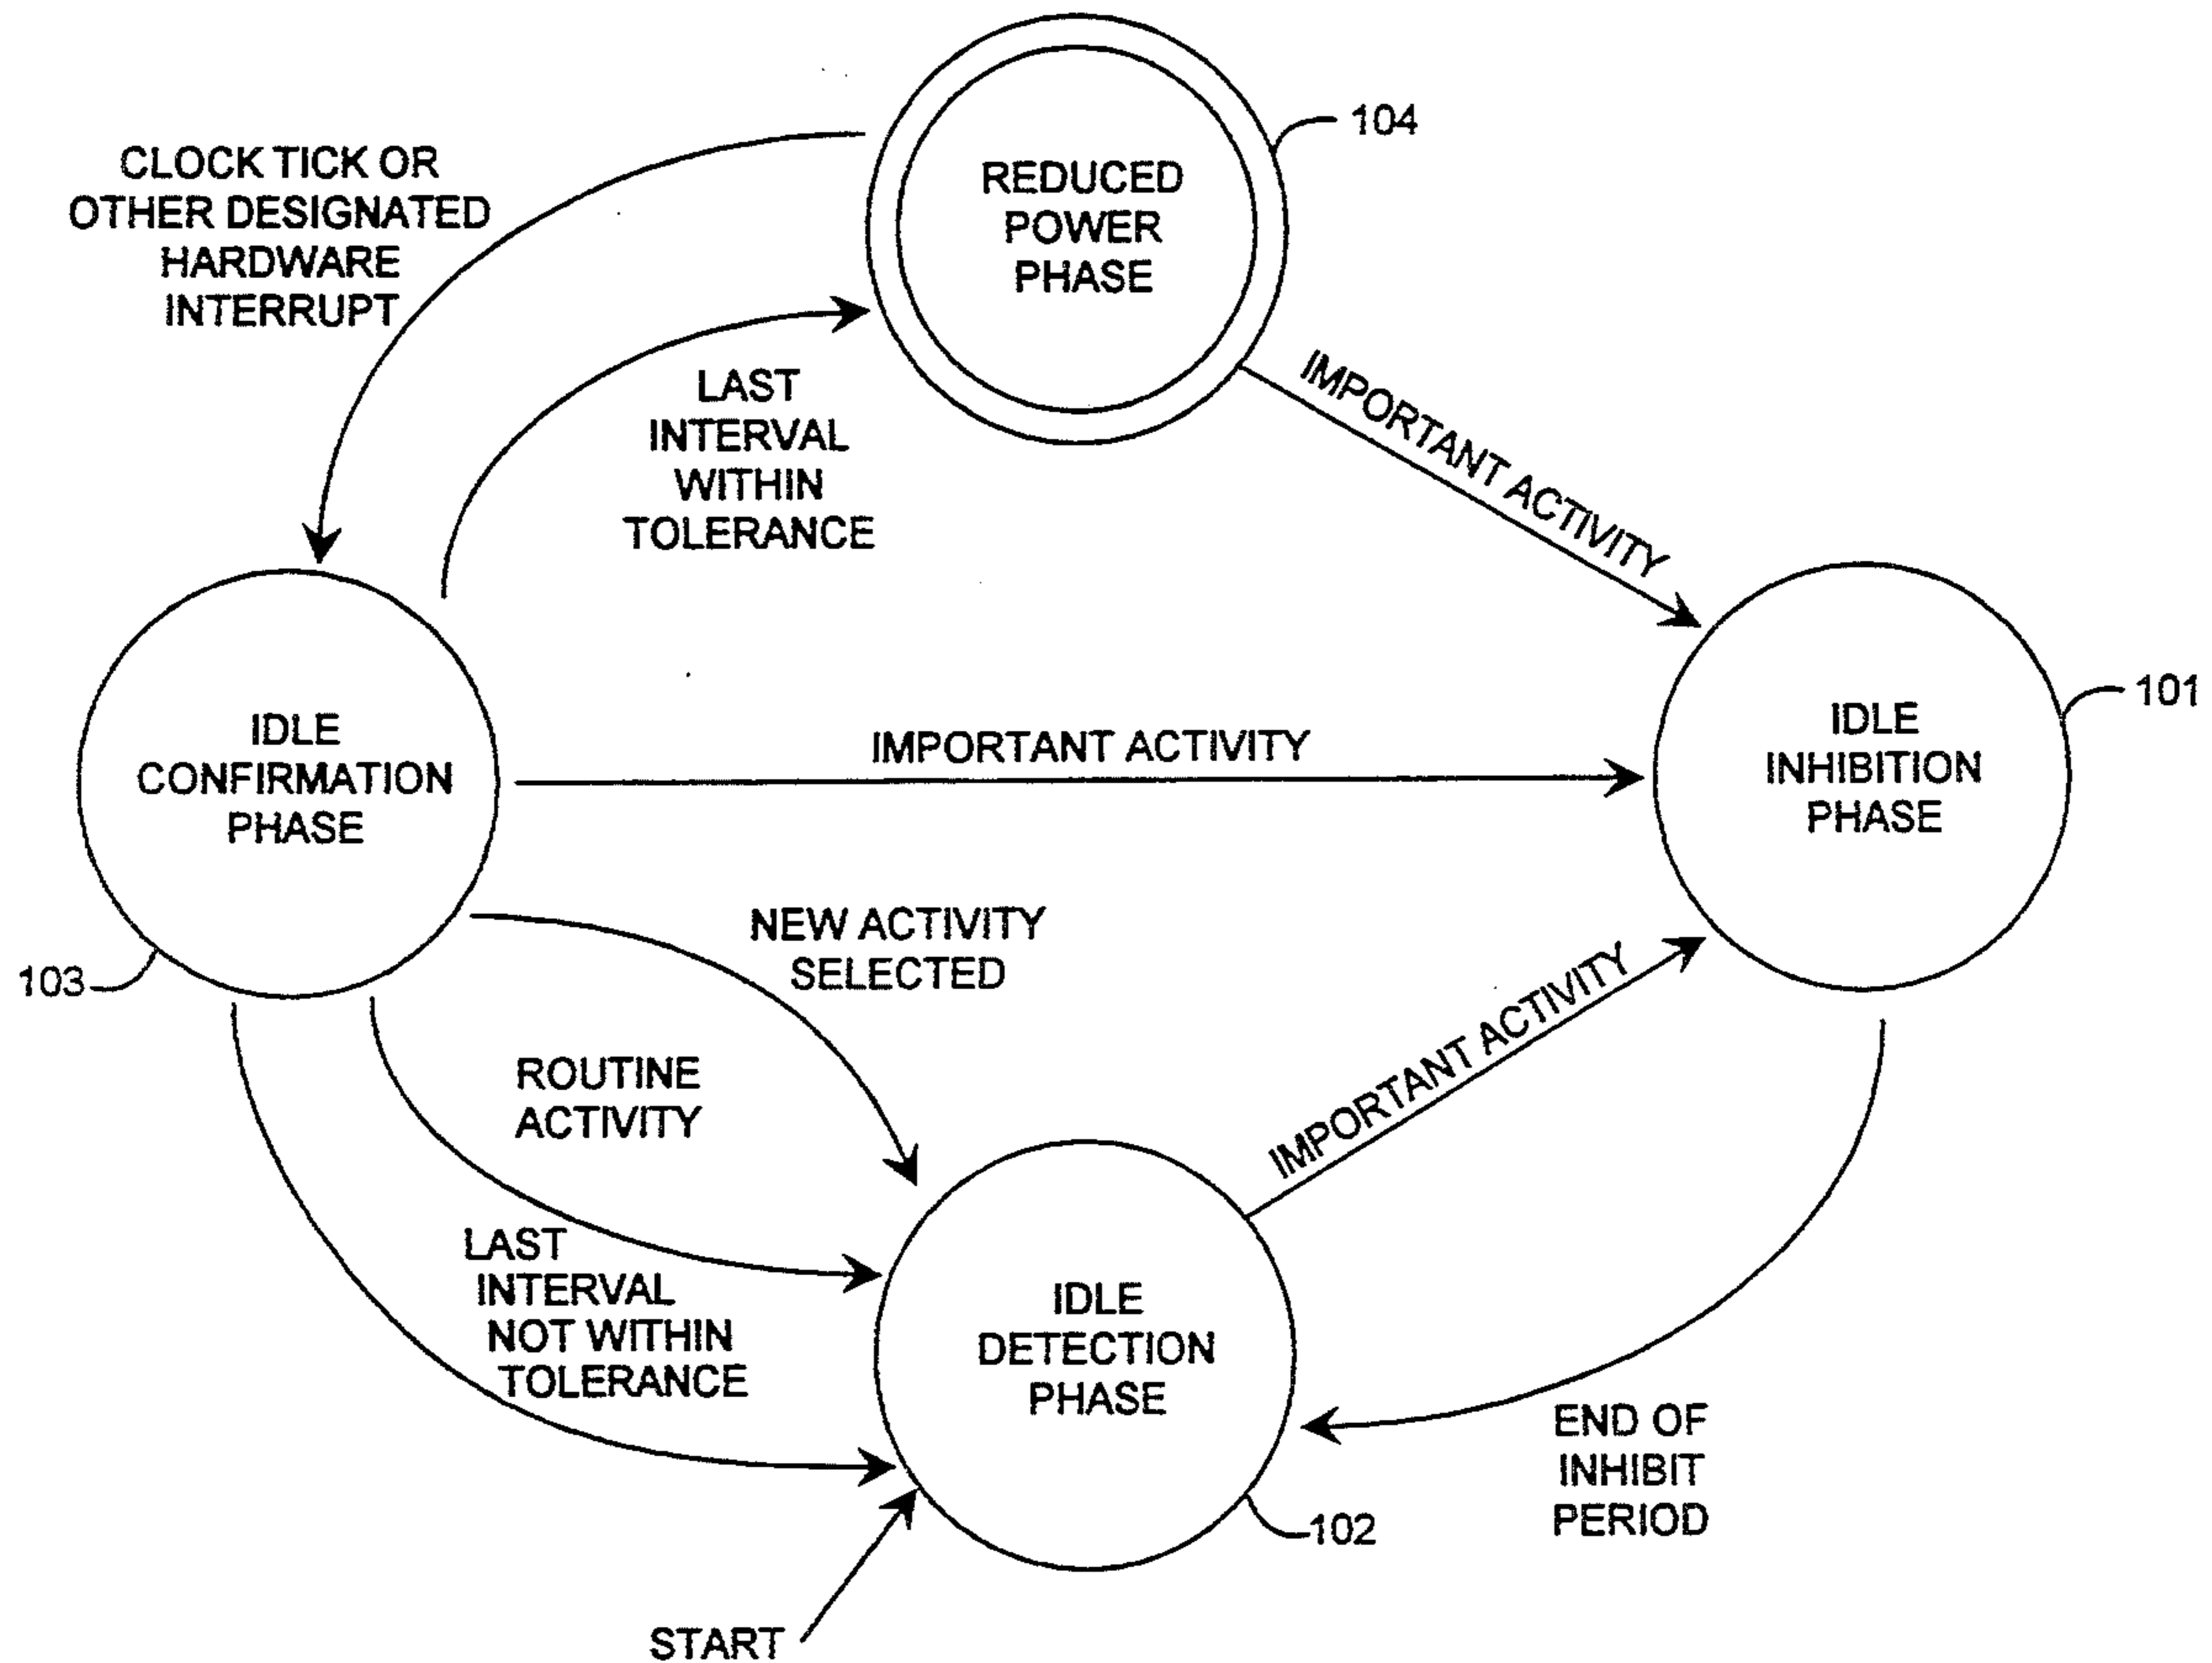 104
CLOCK TICK OR
OTHER DESIGNATED
HARDWARE
INTERRUPT
REDUCED
POWER
PHASE
LAST
INTERVAL
WITHIN
TOLERANCE
IMPORTANT ACTIVITY
101
IDLE
CONFIRMATION
PHASE
IMPORTANT ACTIVITY
IDLE
INHIBITION
PHASE
103
NEW ACTIVITY
SELECTED
IMPORTANT ACTIVITY
ROUTINE
ACTIVITY
LAST
INTERVAL
NOT WITHIN
TOLERANCE
IDLE
DETECTION
PHASE
END OF
INHIBIT
PERIOD
102
START